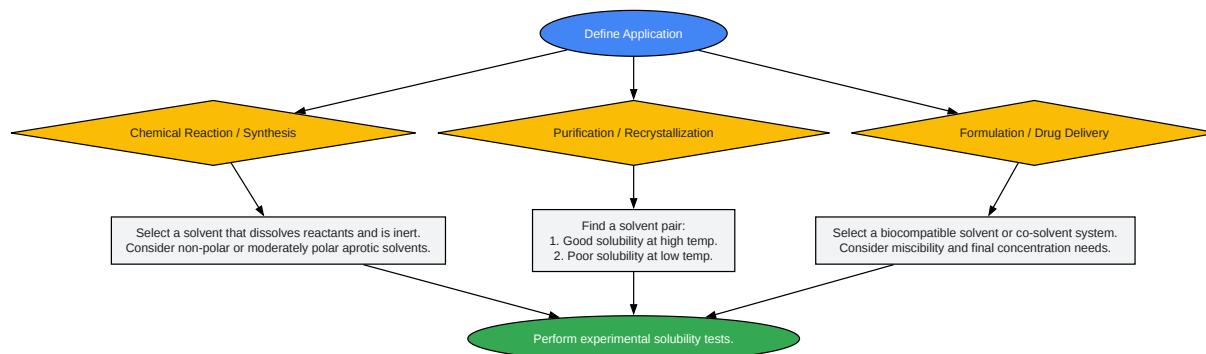 Define Application
Chemical Reaction / Synthesis
Purification / Recrystallization
Formulation / Drug Delivery
Select a solvent that dissolves reactants and is inert.
Consider non-polar or moderately polar aprotic solvents.
Find a solvent pair:
1. Good solubility at high temp.
2. Poor solubility at low temp.
Select a biocompatible solvent or co-solvent system.
Consider miscibility and final concentration needs.
Perform experimental solubility tests.